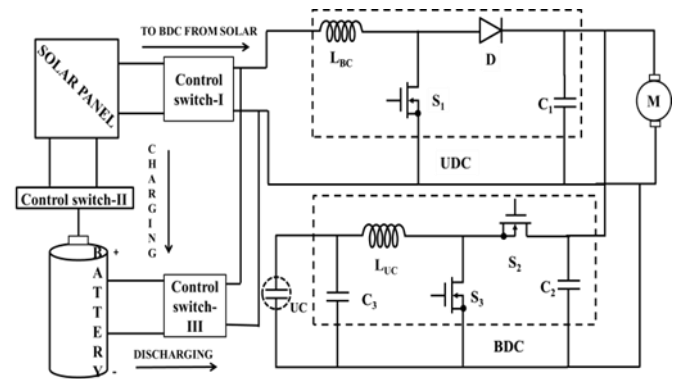 TO BDC FROM SOLAR
SOLAR PANEL
Control
switch-I
L_BC
D
S_1
C_1
M
UDC
CHARGING
Control switch-II
BATTERY
+
-
Control
switch-
III
DISCHARGING
UC
C_3
L_UC
S_2
S_3
C_2
BDC